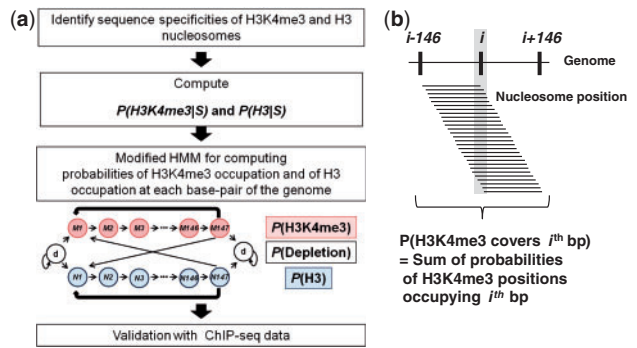 (a)
Identify sequence specificities of H3K4me3 and H3
nucleosomes
Compute
P(H3K4me3|S) and P(H3|S)
Modified HMM for computing
probabilities of H3K4me3 occupation and of H3
occupation at each base-pair of the genome
M1 M2 M3 M146 M147
d
d
N1 N2 N3 N146 N147
P(H3K4me3)
P(Depletion)
P(H3)
Validation with ChIP-seq data
(b)
i-146 i i+146
Genome
Nucleosome position
P(H3K4me3 covers i th bp)
= Sum of probabilities
of H3K4me3 positions
occupying i th bp